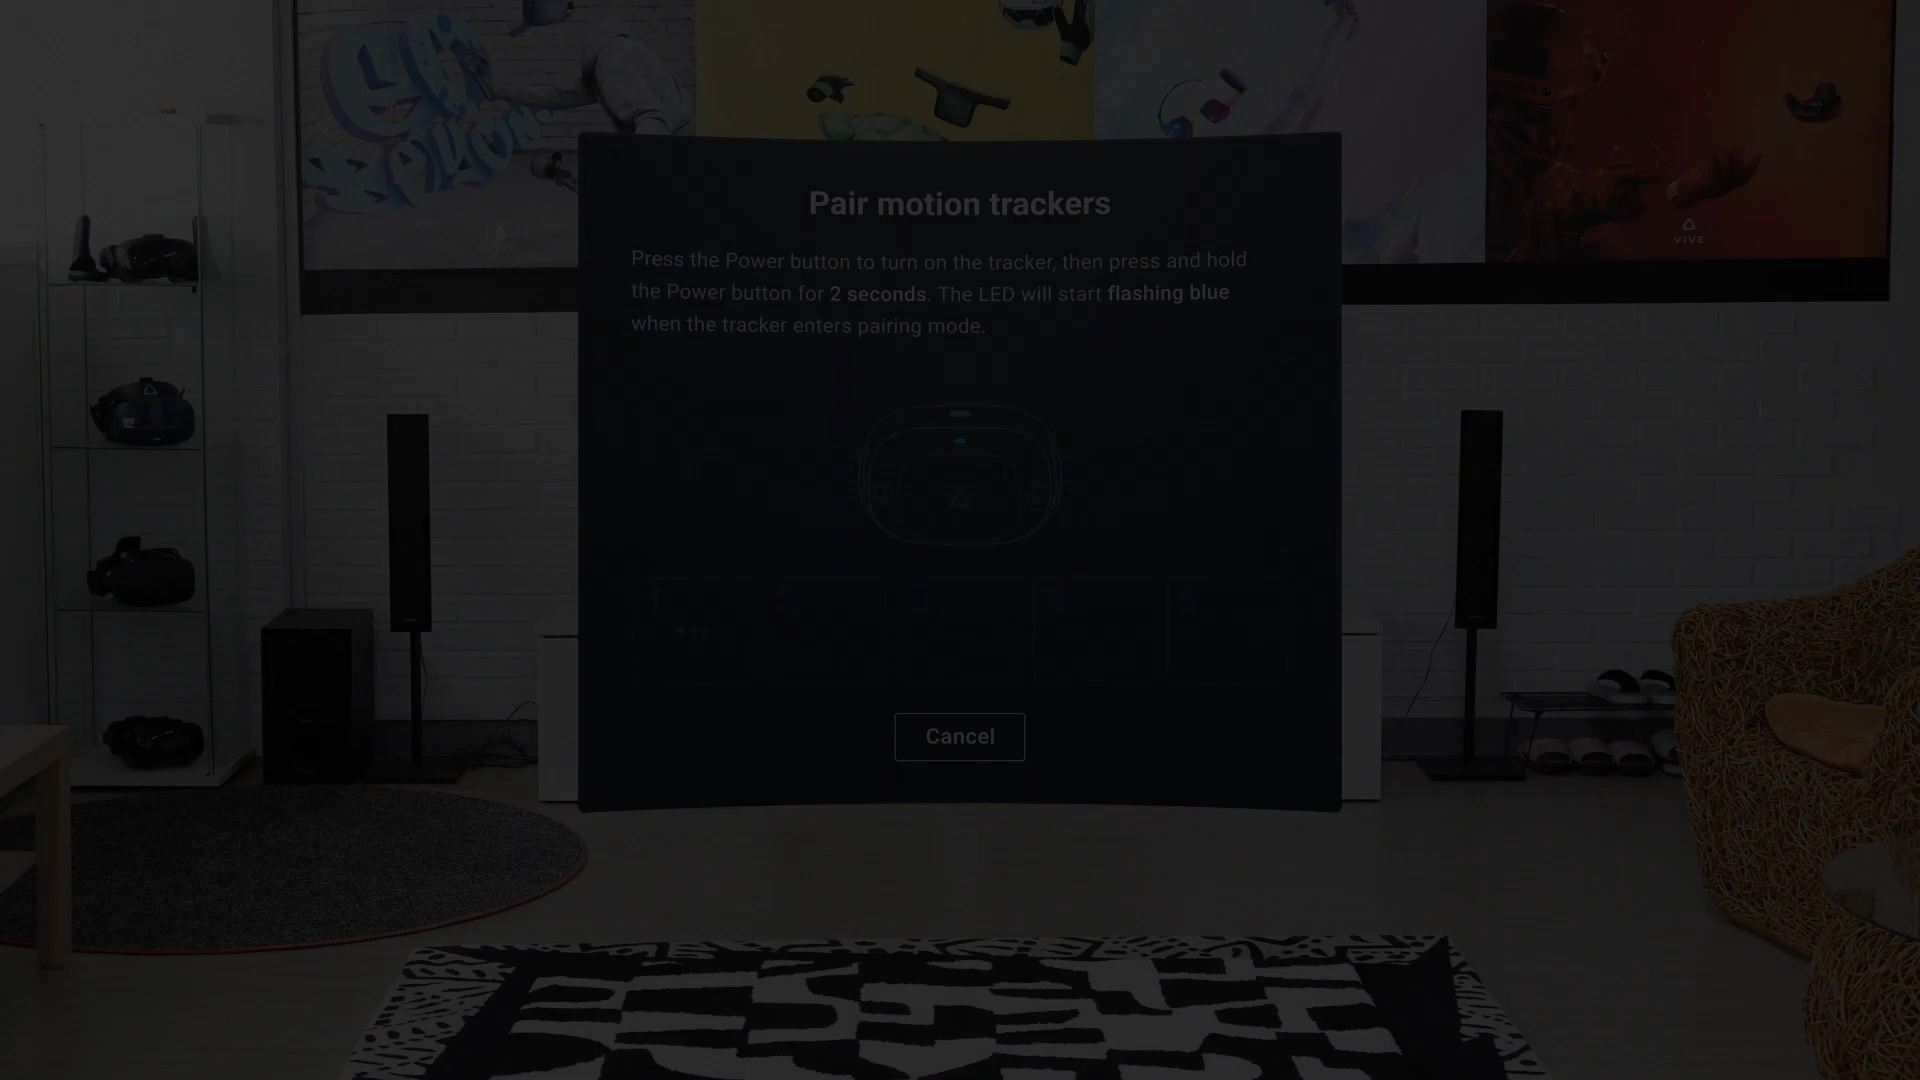 Pair motion trackers
Press the Power button to turn on the tracker, then press and hold
the Power button for 2 seconds. The LED will start flashing blue
when the tracker enters pairing mode.
VIVE
Cancel